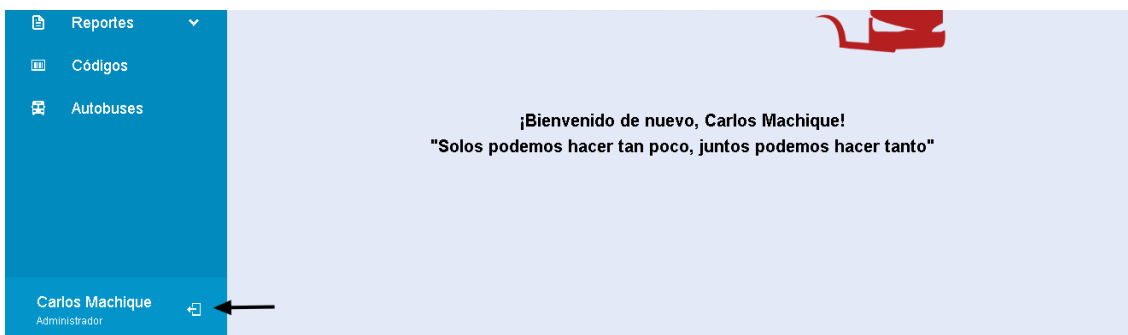 Reportes
Códigos
Autobuses
¡Bienvenido de nuevo, Carlos Machique!
"Solos podemos hacer tan poco, juntos podemos hacer tanto"
Carlos Machique
Administrador